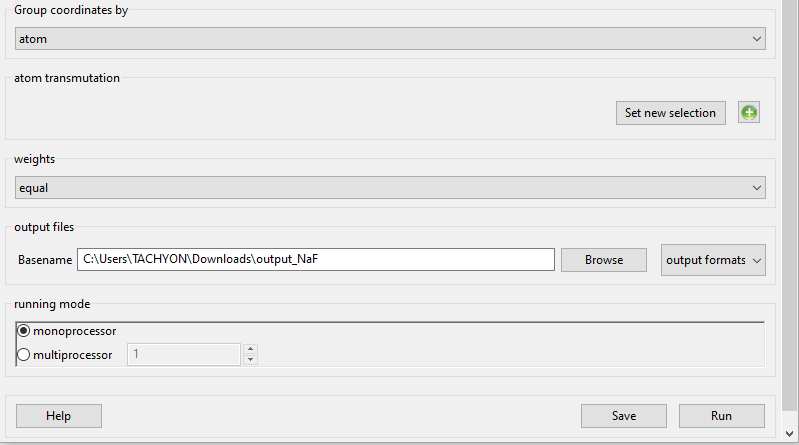 Group coordinates by
atom
atom transmutation
Set new selection
weights
equal
output files
Basename C:\Users\TACHYON\Downloads\output_NaF Browse output formats
running mode
monoprocessor
multiprocessor 1
Help Save Run